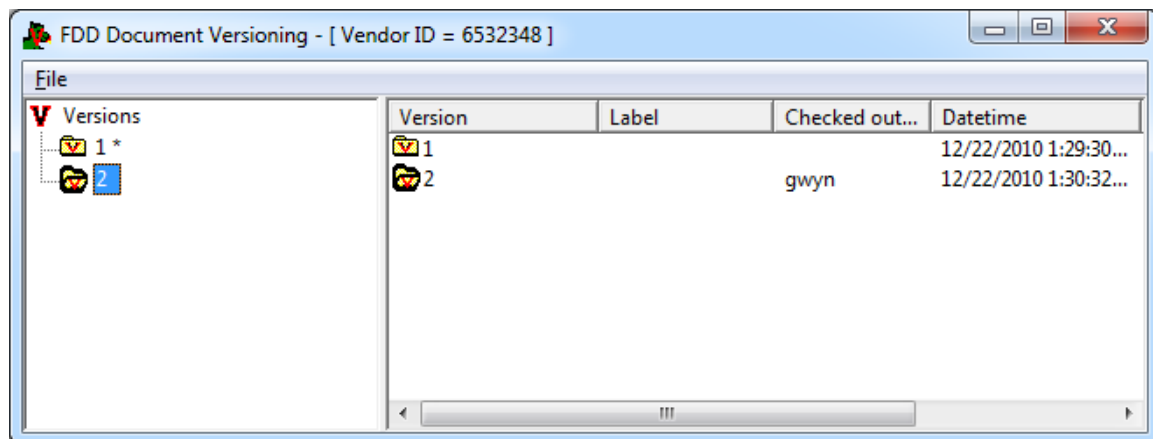 FDD Document Versioning - [ Vendor ID = 6532348 ]
File
V Versions
1 *
2
Version Label Checked out... Datetime
1 12/22/2010 1:29:30...
2 gwyn 12/22/2010 1:30:32...